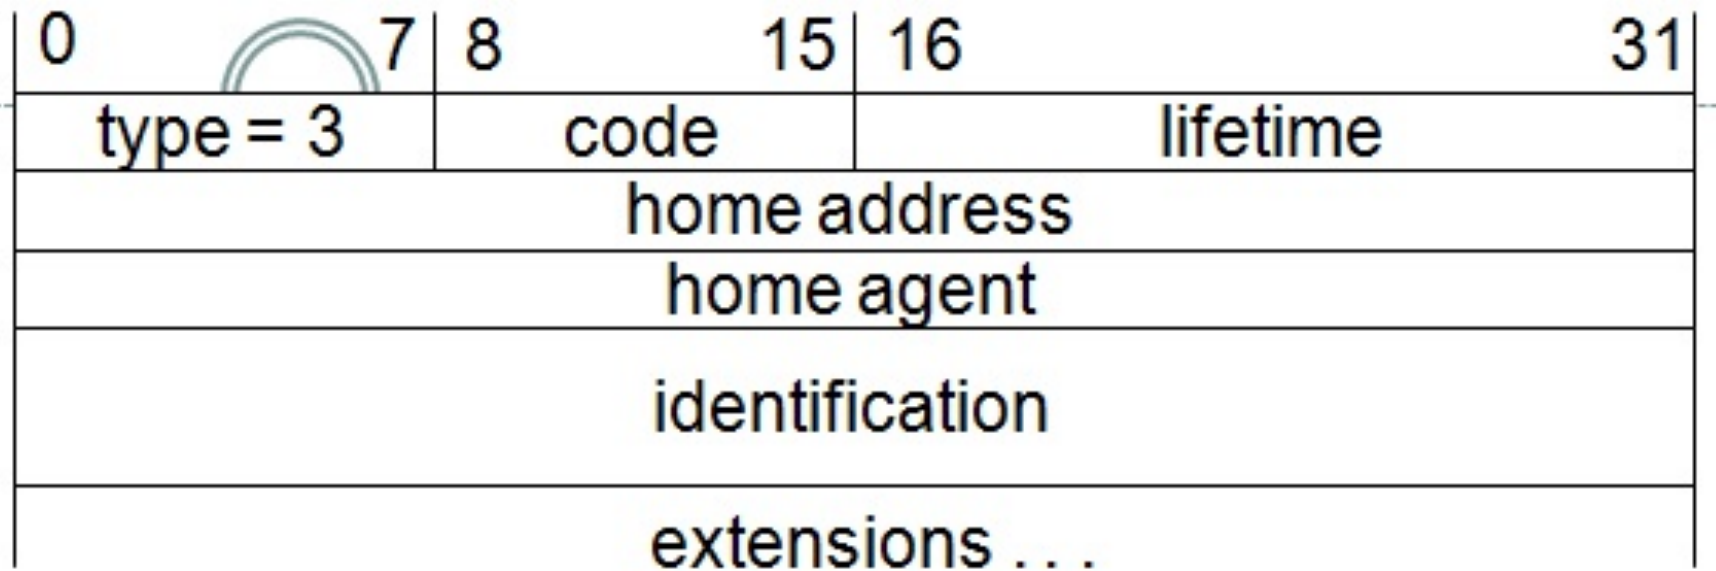 0 7 8 15 16 31
type = 3 code lifetime
home address
home agent
identification
extensions . . .